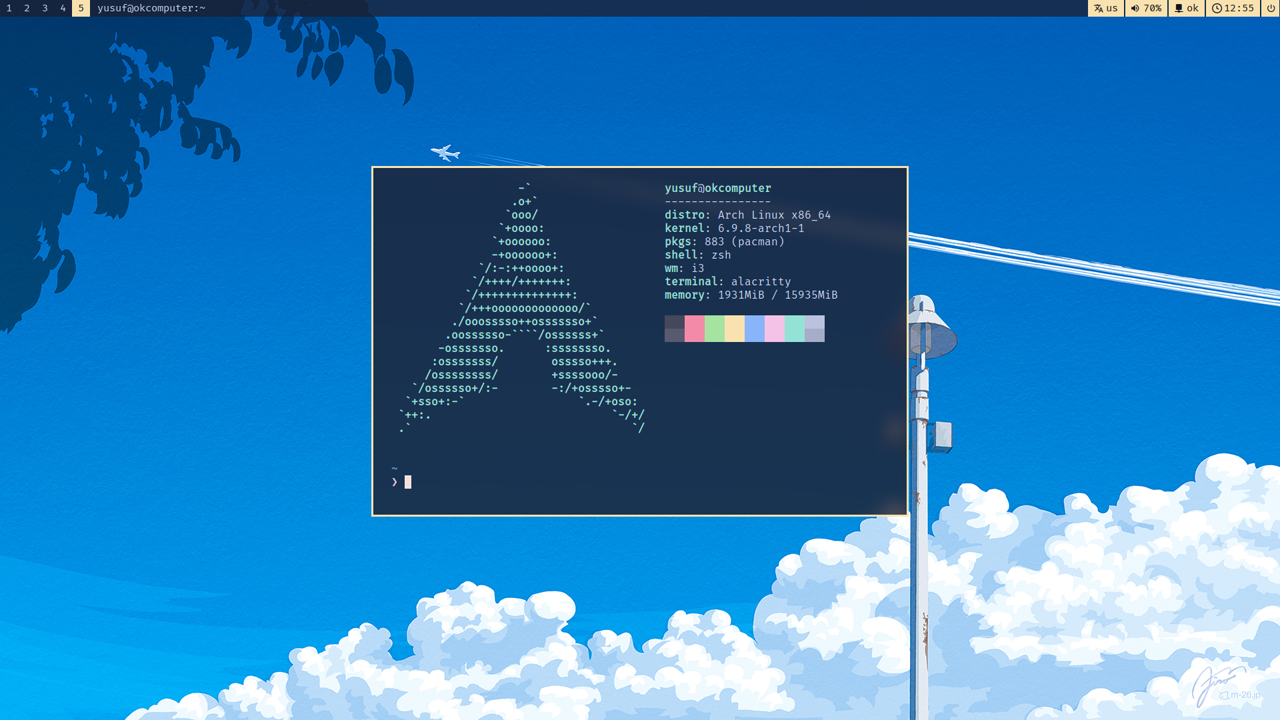 1 2 3 4 5 yusuf@okcomputer:~ us 70% ok 12:55
-`
.o+`
`ooo/
`+oooo:
`+oooooo:
-+oooooo+:
`/:-:++oooo+:
`/++++/+++++++:
`/++++++++++++++:
`/+++ooooooooooooo/`
./ooosssso++osssssso+`
.oossssso-````/ossssss+`
-osssssso. :ssssssso.
:osssssss/ osssso+++.
/ossssssss/ +ssssooo/-
`/ossssso+/:- -:/+osssso+-
`+sso+:-` `.-/+oso:
`++:. `-/+/
.` `/
yusuf@okcomputer
----------------
distro: Arch Linux x86_64
kernel: 6.9.8-arch1-1
pkgs: 883 (pacman)
shell: zsh
wm: i3
terminal: alacritty
memory: 1931MiB / 15935MiB
~
❯
m-20.jp